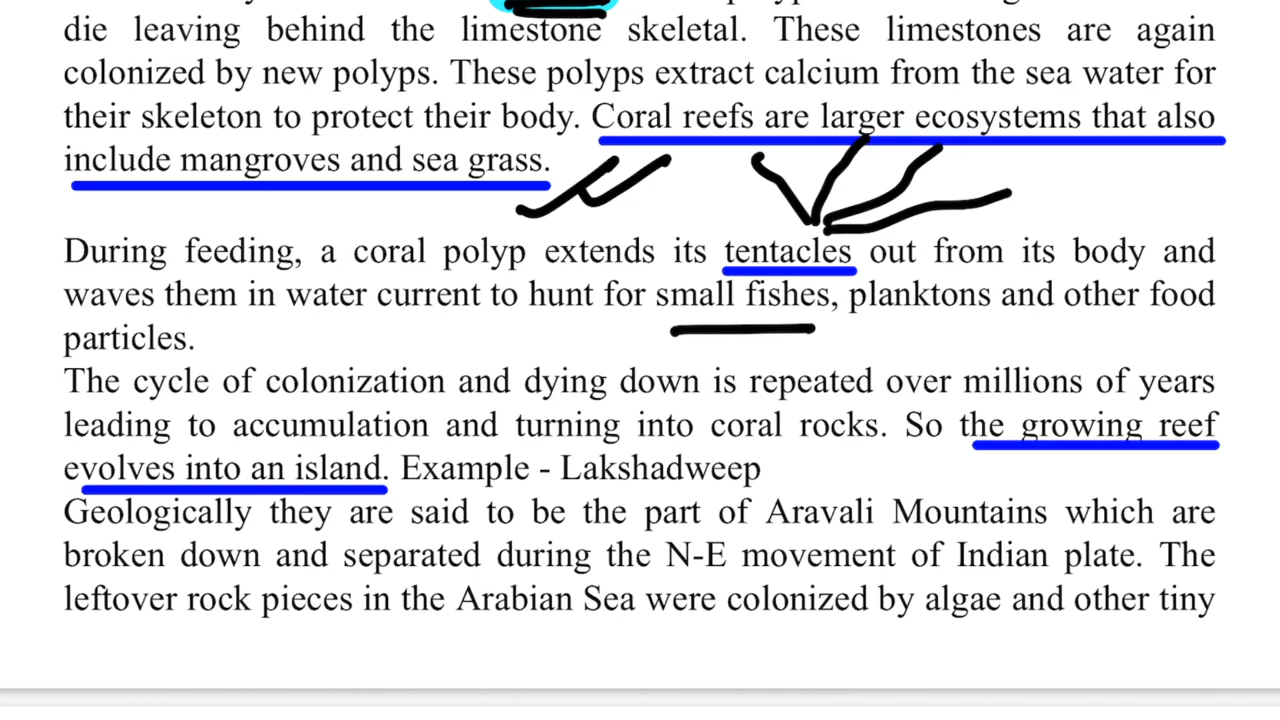 die leaving behind the limestone skeletal. These limestones are again
colonized by new polyps. These polyps extract calcium from the sea water for
their skeleton to protect their body. Coral reefs are larger ecosystems that also
include mangroves and sea grass.
During feeding, a coral polyp extends its tentacles out from its body and
waves them in water current to hunt for small fishes, planktons and other food
particles.
The cycle of colonization and dying down is repeated over millions of years
leading to accumulation and turning into coral rocks. So the growing reef
evolves into an island. Example - Lakshadweep
Geologically they are said to be the part of Aravali Mountains which are
broken down and separated during the N-E movement of Indian plate. The
leftover rock pieces in the Arabian Sea were colonized by algae and other tiny